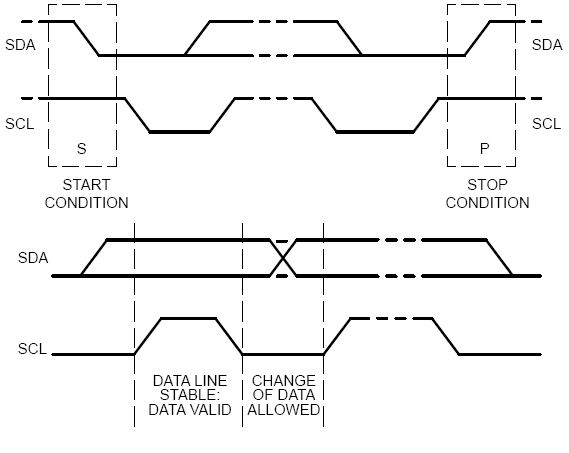 SDA SDA
SCL SCL
S P
START STOP
CONDITION CONDITION
SDA
SCL
DATA LINE CHANGE
STABLE: OF DATA
DATA VALID ALLOWED